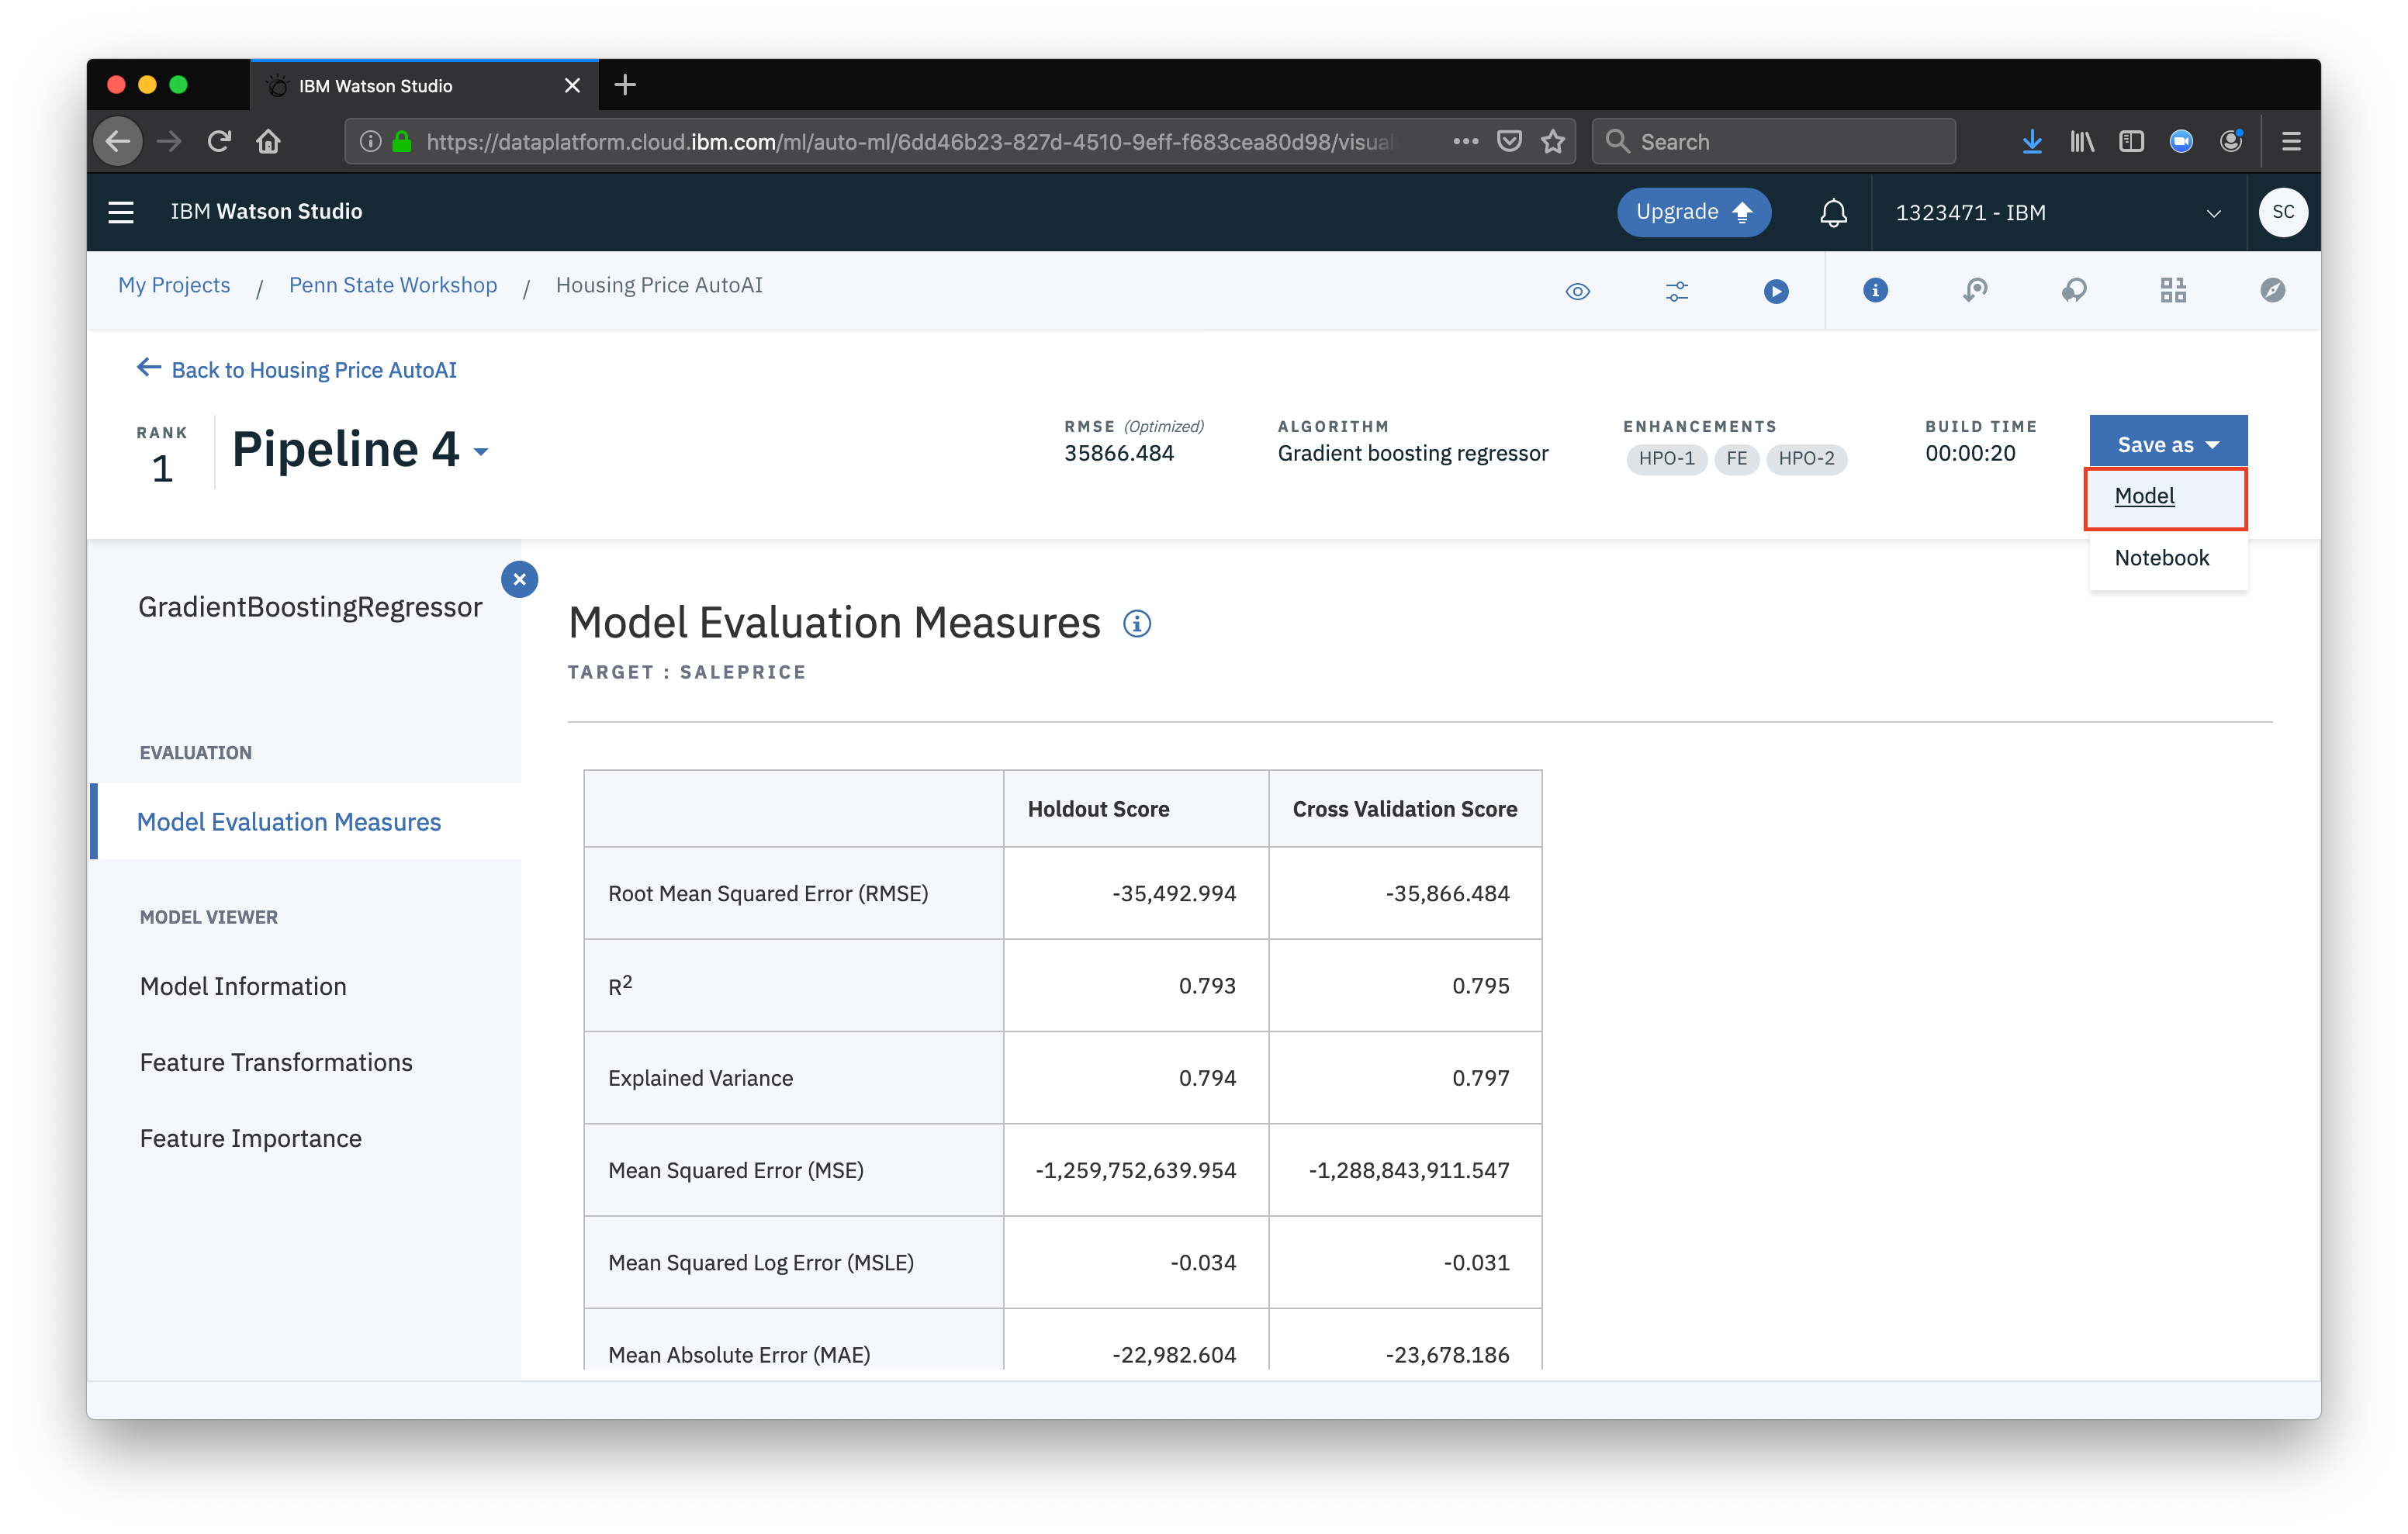 IBM Watson Studio
https://dataplatform.cloud.ibm.com/ml/auto-ml/6dd46b23-827d-4510-9eff-f683cea80d98/visual
Search
IBM Watson Studio
Upgrade
1323471 - IBM
SC
My Projects / Penn State Workshop / Housing Price AutoAI
Back to Housing Price AutoAI
RANK
1
Pipeline 4
RMSE (Optimized)
35866.484
ALGORITHM
Gradient boosting regressor
ENHANCEMENTS
HPO-1 FE HPO-2
BUILD TIME
00:00:20
Save as
Model
Notebook
GradientBoostingRegressor
EVALUATION
Model Evaluation Measures
MODEL VIEWER
Model Information
Feature Transformations
Feature Importance
Model Evaluation Measures
TARGET : SALEPRICE
Holdout Score Cross Validation Score
Root Mean Squared Error (RMSE) -35,492.994 -35,866.484
R2 0.793 0.795
Explained Variance 0.794 0.797
Mean Squared Error (MSE) -1,259,752,639.954 -1,288,843,911.547
Mean Squared Log Error (MSLE) -0.034 -0.031
Mean Absolute Error (MAE) -22,982.604 -23,678.186